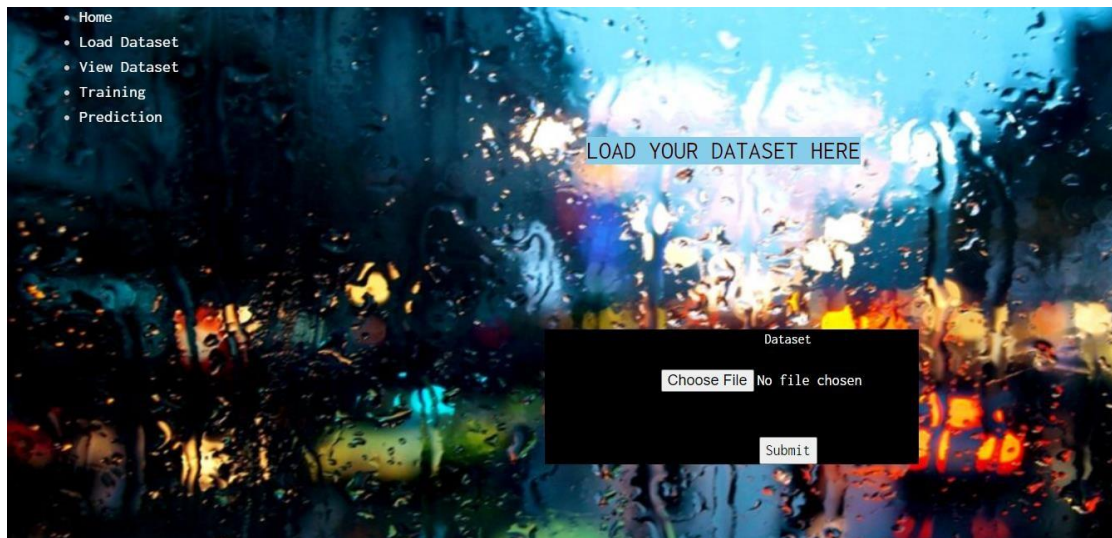 Home
Load Dataset
View Dataset
Training
Prediction
LOAD YOUR DATASET HERE
Dataset
Choose File No file chosen
Submit